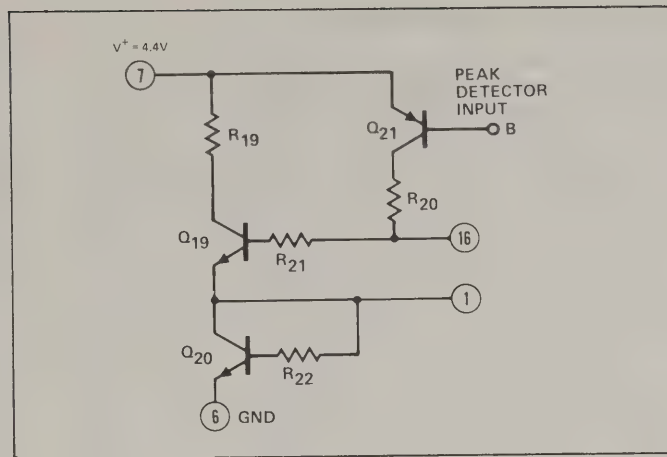 V+ = 4.4V
7
PEAK
DETECTOR
INPUT
R19
Q21
B
R20
Q19
R21
16
1
Q20
R22
6 GND